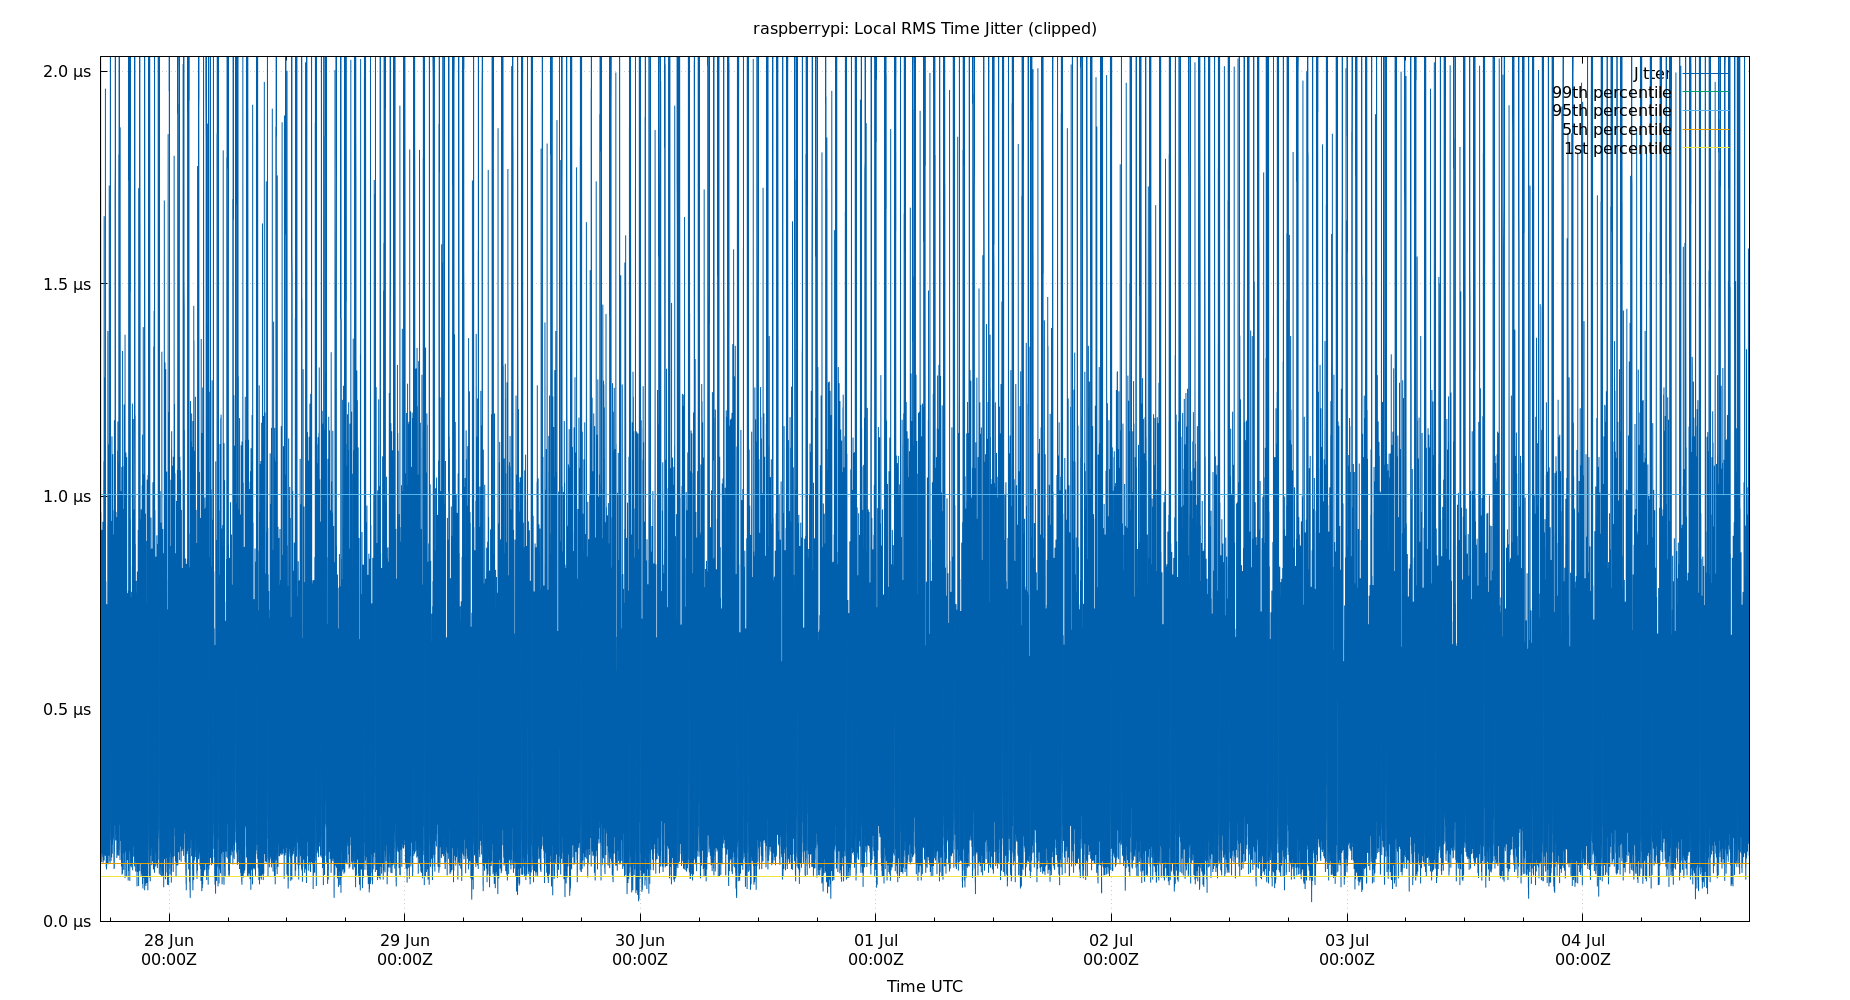 raspberrypi: Local RMS Time Jitter (clipped)
2.0 µs
1.5 µs
1.0 µs
0.5 µs
0.0 µs
Jitter
99th percentile
95th percentile
5th percentile
1st percentile
28 Jun
00:00Z
29 Jun
00:00Z
30 Jun
00:00Z
01 Jul
00:00Z
02 Jul
00:00Z
03 Jul
00:00Z
04 Jul
00:00Z
Time UTC